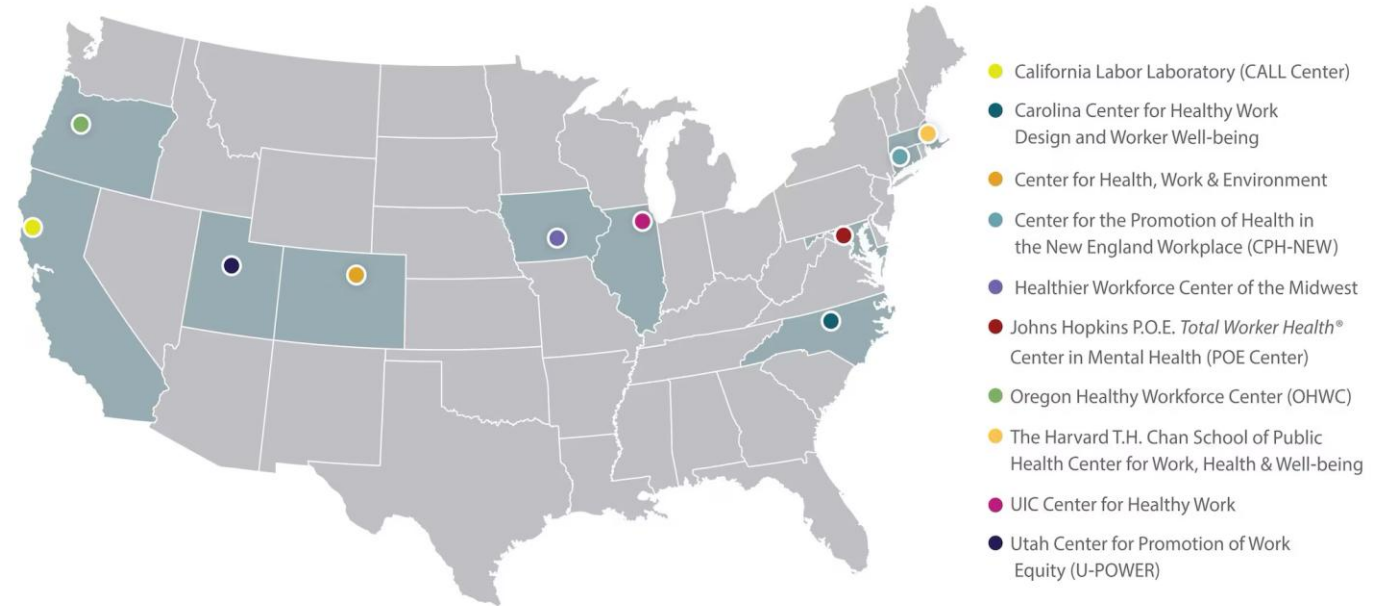 California Labor Laboratory (CALL Center)
Carolina Center for Healthy Work
Design and Worker Well-being
Center for Health, Work & Environment
Center for the Promotion of Health in
the New England Workplace (CPH-NEW)
Healthier Workforce Center of the Midwest
Johns Hopkins P.O.E. Total Worker Health®
Center in Mental Health (POE Center)
Oregon Healthy Workforce Center (OHWC)
The Harvard T.H. Chan School of Public
Health Center for Work, Health & Well-being
UIC Center for Healthy Work
Utah Center for Promotion of Work
Equity (U-POWER)